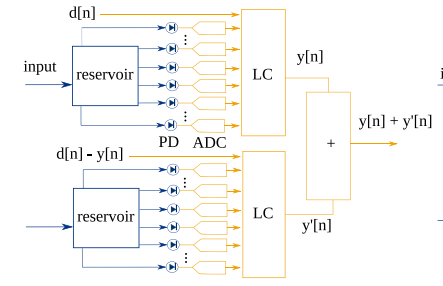 d[n]
input
reservoir
LC
y[n]
PD
ADC
+
y[n] + y'[n]
d[n] - y[n]
reservoir
LC
y'[n]